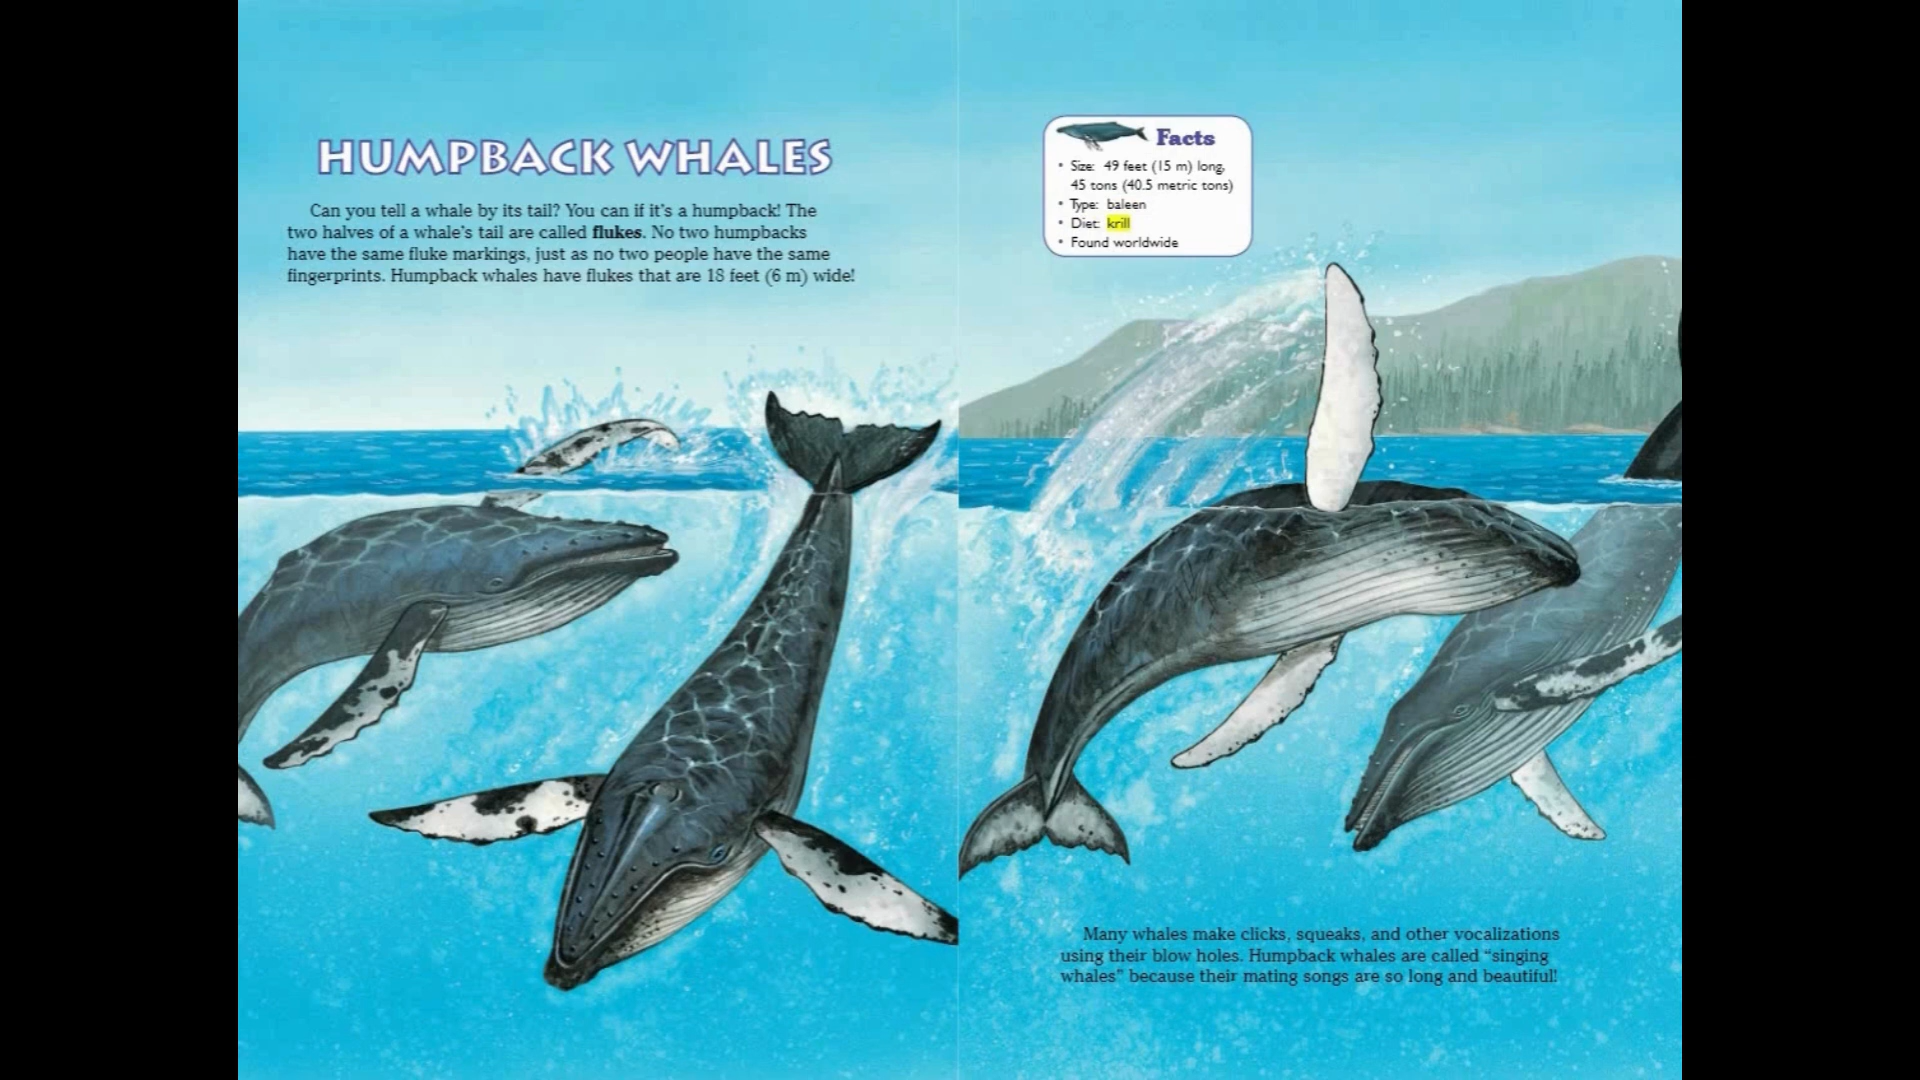 HUMPBACK WHALES
Can you tell a whale by its tail? You can if it's a humpback! The
two halves of a whale's tail are called flukes. No two humpbacks
have the same fluke markings, just as no two people have the same
fingerprints. Humpback whales have flukes that are 18 feet (6 m) wide!
Facts
• Size: 49 feet (15 m) long,
45 tons (40.5 metric tons)
• Type: baleen
• Diet: krill
• Found worldwide
Many whales make clicks, squeaks, and other vocalizations
using their blow holes. Humpback whales are called "singing
whales" because their mating songs are so long and beautiful!